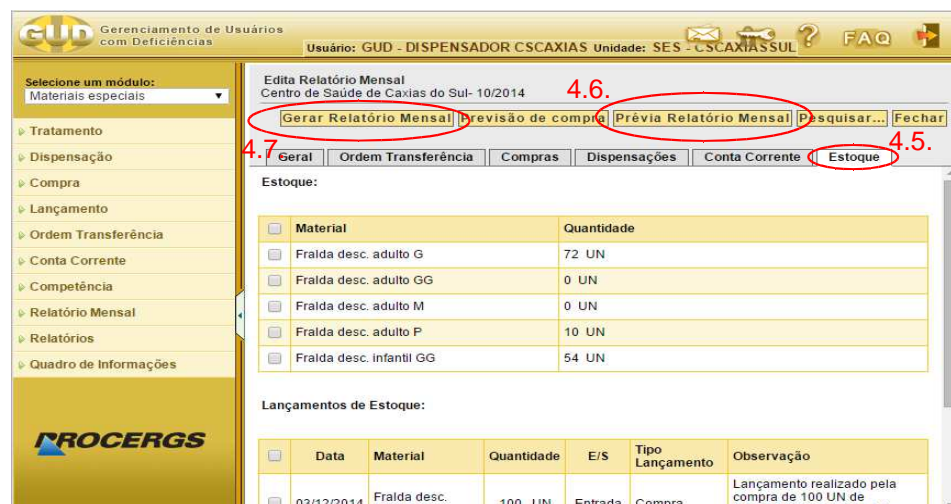 GUD Gerenciamento de Usuários
com Deficiências
Usuário: GUD - DISPENSADOR CSCAXIAS Unidade: SES - CSCAXIASSUL
? FAQ
Selecione um módulo:
Materiais especiais
Tratamento
Dispensação
Compra
Lançamento
Ordem Transferência
Conta Corrente
Competência
Relatório Mensal
Relatórios
Quadro de Informações
PROCERGS
Edita Relatório Mensal
Centro de Saúde de Caxias do Sul- 10/2014
4.6.
Gerar Relatório Mensal Previsão de compra Prévia Relatório Mensal Pesquisar... Fechar
4.7. 4.5.
Geral Ordem Transferência Compras Dispensações Conta Corrente Estoque
Estoque:
Material Quantidade
Fralda desc. adulto G 72 UN
Fralda desc. adulto GG 0 UN
Fralda desc. adulto M 0 UN
Fralda desc. adulto P 10 UN
Fralda desc. infantil GG 54 UN
Lançamentos de Estoque:
Data Material Quantidade E/S Tipo Lançamento Observação
03/12/2014 Fralda desc. 100 UN Entrada Compra Lançamento realizado pela
compra de 100 UN de